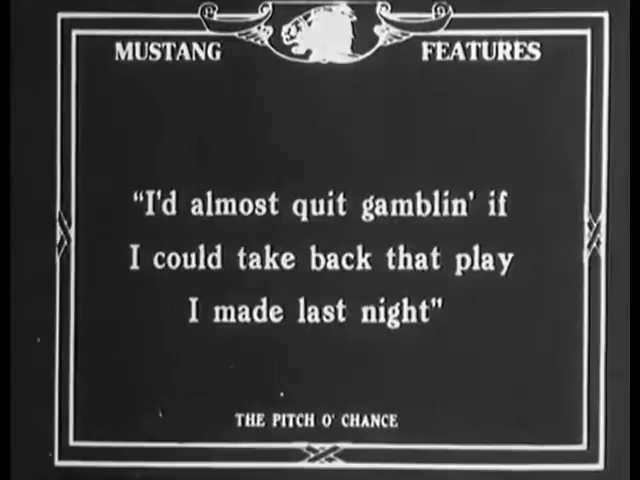 MUSTANG FEATURES
"I'd almost quit gamblin' if
I could take back that play
I made last night"
THE PITCH O' CHANCE